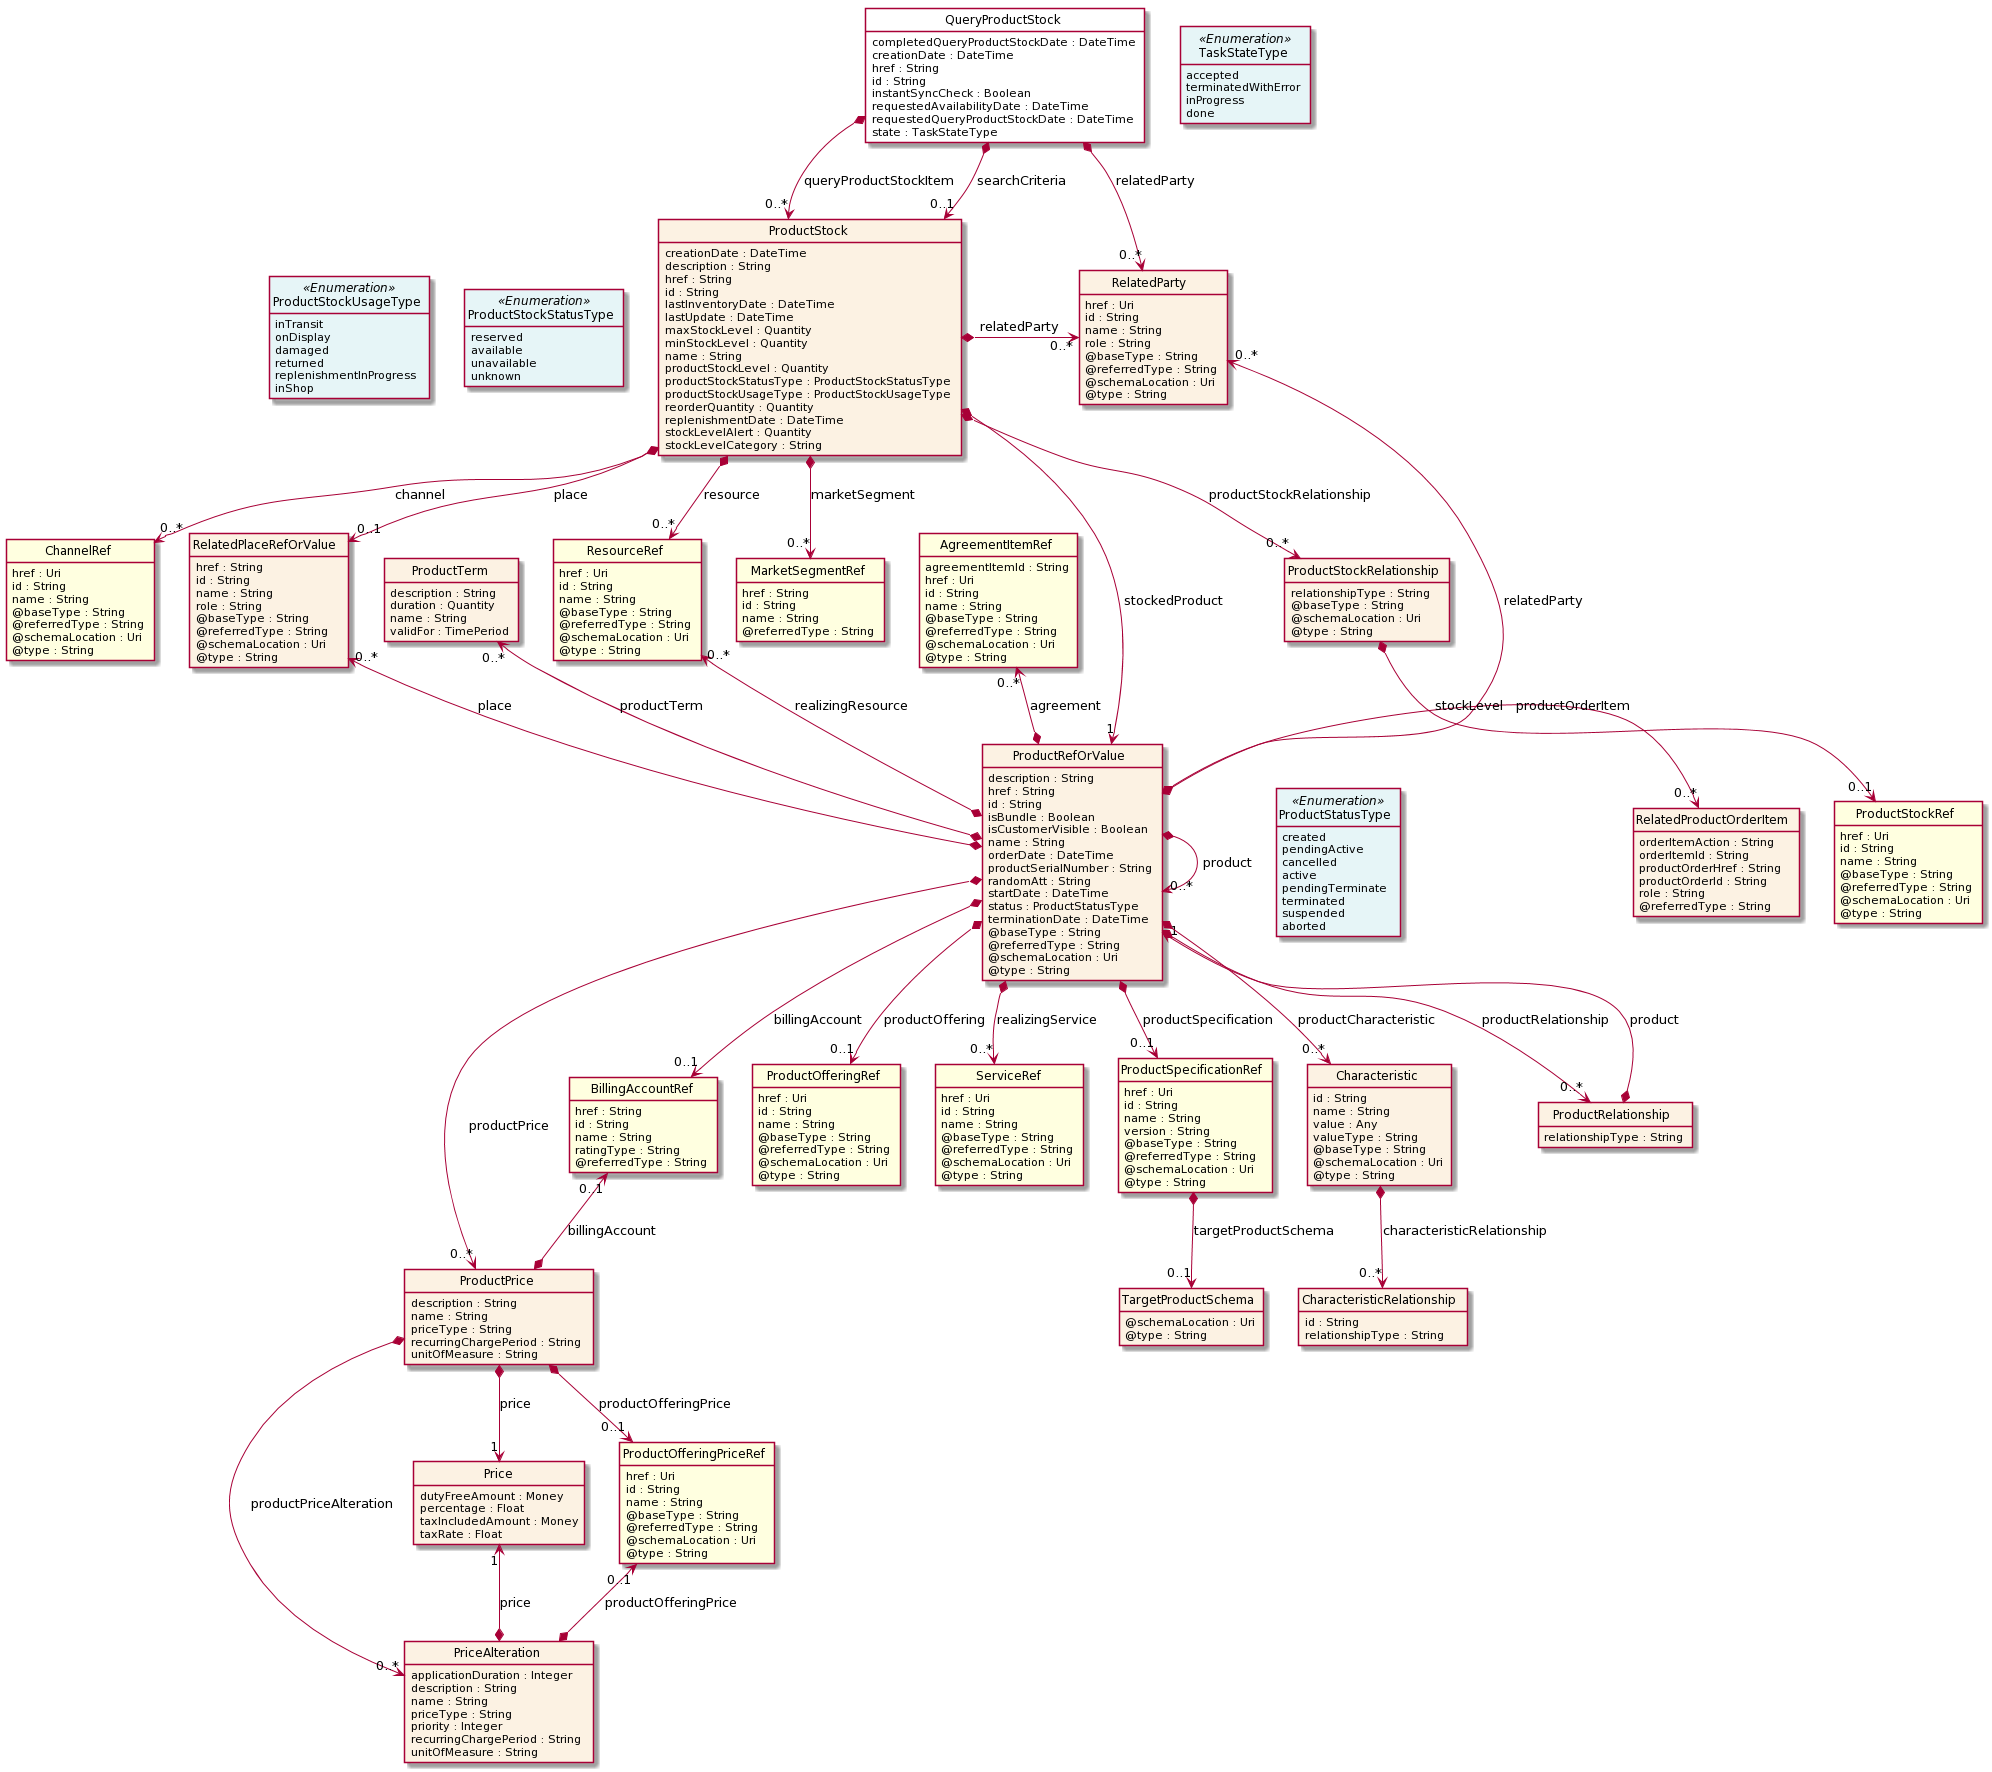 QueryProductStock
completedQueryProductStockDate : DateTime
creationDate : DateTime
href : String
id : String
instantSyncCheck : Boolean
requestedAvailabilityDate : DateTime
requestedQueryProductStockDate : DateTime
state : TaskStateType
«Enumeration»
TaskStateType
accepted
terminatedWithError
inProgress
done
queryProductStockItem
searchCriteria
relatedParty
0..*
0..1
0..*
ProductStock
creationDate : DateTime
description : String
href : String
id : String
lastInventoryDate : DateTime
lastUpdate : DateTime
maxStockLevel : Quantity
minStockLevel : Quantity
name : String
productStockLevel : Quantity
productStockStatusType : ProductStockStatusType
productStockUsageType : ProductStockUsageType
reorderQuantity : Quantity
replenishmentDate : DateTime
stockLevelAlert : Quantity
stockLevelCategory : String
«Enumeration»
ProductStockUsageType
inTransit
onDisplay
damaged
returned
replenishmentInProgress
inShop
«Enumeration»
ProductStockStatusType
reserved
available
unavailable
unknown
relatedParty
0..*
RelatedParty
href : Uri
id : String
name : String
role : String
@baseType : String
@referredType : String
@schemaLocation : Uri
@type : String
0..*
channel
place
resource
marketSegment
productStockRelationship
0..*
0..1
0..*
0..*
0..*
ChannelRef
href : Uri
id : String
name : String
@baseType : String
@referredType : String
@schemaLocation : Uri
@type : String
RelatedPlaceRefOrValue
href : String
id : String
name : String
role : String
@baseType : String
@referredType : String
@schemaLocation : Uri
@type : String
ProductTerm
description : String
duration : Quantity
name : String
validFor : TimePeriod
ResourceRef
href : Uri
id : String
name : String
@baseType : String
@referredType : String
@schemaLocation : Uri
@type : String
MarketSegmentRef
href : String
id : String
name : String
@referredType : String
AgreementItemRef
agreementItemId : String
href : Uri
id : String
name : String
@baseType : String
@referredType : String
@schemaLocation : Uri
@type : String
stockedProduct
ProductStockRelationship
relationshipType : String
@baseType : String
@schemaLocation : Uri
@type : String
relatedParty
0..*
0..*
0..*
0..*
place
productTerm
realizingResource
agreement
stockLevel
productOrderItem
1
ProductRefOrValue
description : String
href : String
id : String
isBundle : Boolean
isCustomerVisible : Boolean
name : String
orderDate : DateTime
productSerialNumber : String
randomAtt : String
startDate : DateTime
status : ProductStatusType
terminationDate : DateTime
@baseType : String
@referredType : String
@schemaLocation : Uri
@type : String
product
0..*
1
«Enumeration»
ProductStatusType
created
pendingActive
cancelled
active
pendingTerminate
terminated
suspended
aborted
0..*
RelatedProductOrderItem
orderItemAction : String
orderItemId : String
productOrderHref : String
productOrderId : String
role : String
@referredType : String
0..1
ProductStockRef
href : Uri
id : String
name : String
@baseType : String
@referredType : String
@schemaLocation : Uri
@type : String
billingAccount
productOffering
realizingService
productSpecification
productCharacteristic
productRelationship
product
0..1
0..1
0..*
0..1
0..*
0..*
productPrice
BillingAccountRef
href : String
id : String
name : String
ratingType : String
@referredType : String
ProductOfferingRef
href : Uri
id : String
name : String
@baseType : String
@referredType : String
@schemaLocation : Uri
@type : String
ServiceRef
href : Uri
id : String
name : String
@baseType : String
@referredType : String
@schemaLocation : Uri
@type : String
ProductSpecificationRef
href : Uri
id : String
name : String
version : String
@baseType : String
@referredType : String
@schemaLocation : Uri
@type : String
Characteristic
id : String
name : String
value : Any
valueType : String
@baseType : String
@schemaLocation : Uri
@type : String
ProductRelationship
relationshipType : String
0..1
billingAccount
targetProductSchema
characteristicRelationship
0..*
0..1
0..*
ProductPrice
description : String
name : String
priceType : String
recurringChargePeriod : String
unitOfMeasure : String
TargetProductSchema
@schemaLocation : Uri
@type : String
CharacteristicRelationship
id : String
relationshipType : String
price
productOfferingPrice
1
0..1
productPriceAlteration
Price
dutyFreeAmount : Money
percentage : Float
taxIncludedAmount : Money
taxRate : Float
ProductOfferingPriceRef
href : Uri
id : String
name : String
@baseType : String
@referredType : String
@schemaLocation : Uri
@type : String
1
0..1
price
productOfferingPrice
0..*
PriceAlteration
applicationDuration : Integer
description : String
name : String
priceType : String
priority : Integer
recurringChargePeriod : String
unitOfMeasure : String